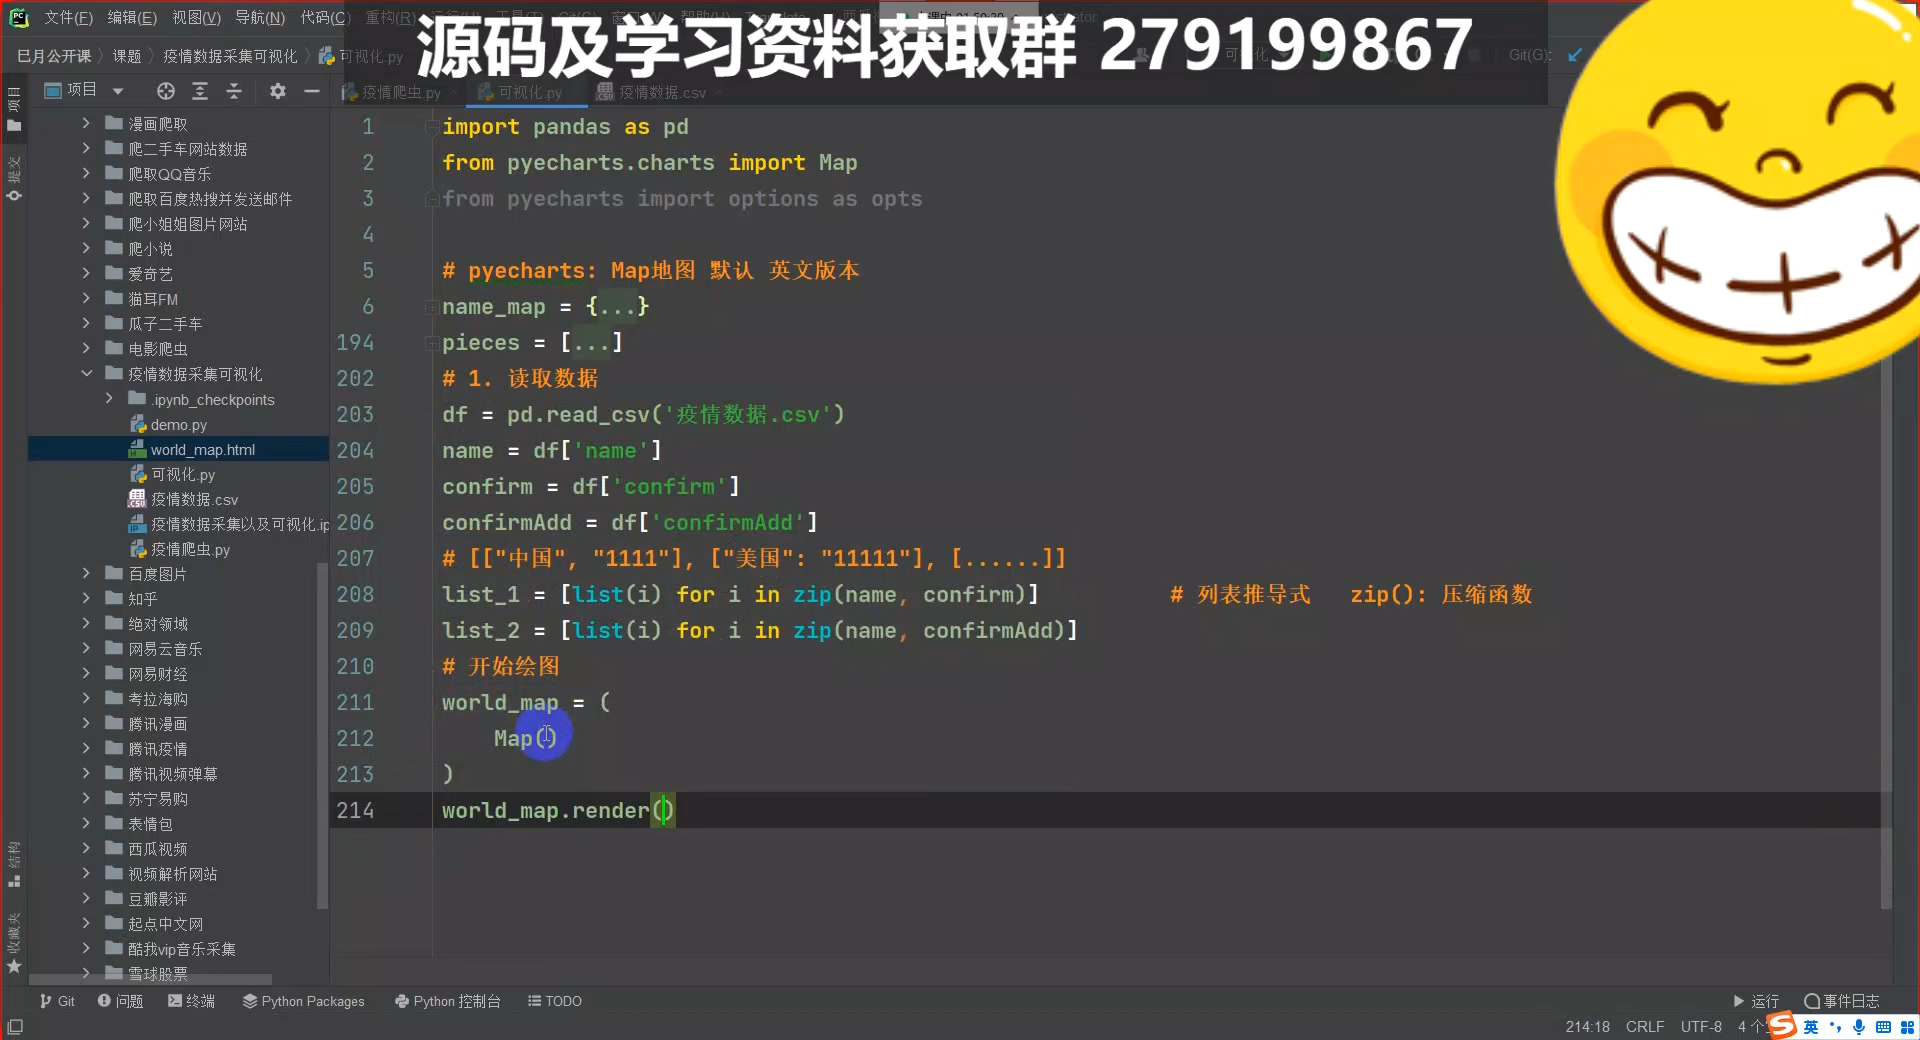 文件(F) 编辑(E) 视图(V) 导航(N) 代码(C) 重构(R)
源码及学习资料获取群 279199867
巳月公开课 课题 疫情数据采集可视化 可视化.py
Git(G):
项目
疫情爬虫.py 可视化.py 疫情数据.csv
项目
提交
结构
收藏夹
漫画爬取
爬二手车网站数据
爬取QQ音乐
爬取百度热搜并发送邮件
爬小姐姐图片网站
爬小说
爱奇艺
猫耳FM
瓜子二手车
电影爬虫
疫情数据采集可视化
.ipynb_checkpoints
demo.py
world_map.html
可视化.py
疫情数据.csv
疫情数据采集以及可视化.ip
疫情爬虫.py
百度图片
知乎
绝对领域
网易云音乐
网易财经
考拉海购
腾讯漫画
腾讯疫情
腾讯视频弹幕
苏宁易购
表情包
西瓜视频
视频解析网站
豆瓣影评
起点中文网
酷我vip音乐采集
雪球股票
1 import pandas as pd
2 from pyecharts.charts import Map
3 from pyecharts import options as opts
4
5 # pyecharts: Map地图 默认 英文版本
6 name_map = {...}
194 pieces = [...]
202 # 1. 读取数据
203 df = pd.read_csv('疫情数据.csv')
204 name = df['name']
205 confirm = df['confirm']
206 confirmAdd = df['confirmAdd']
207 # [["中国", "1111"], ["美国": "11111"], [......]]
208 list_1 = [list(i) for i in zip(name, confirm)] # 列表推导式 zip(): 压缩函数
209 list_2 = [list(i) for i in zip(name, confirmAdd)]
210 # 开始绘图
211 world_map = (
212 Map()
213 )
214 world_map.render()
Git 问题 终端 Python Packages Python 控制台 TODO 运行 事件日志
214:18 CRLF UTF-8 4 个 英